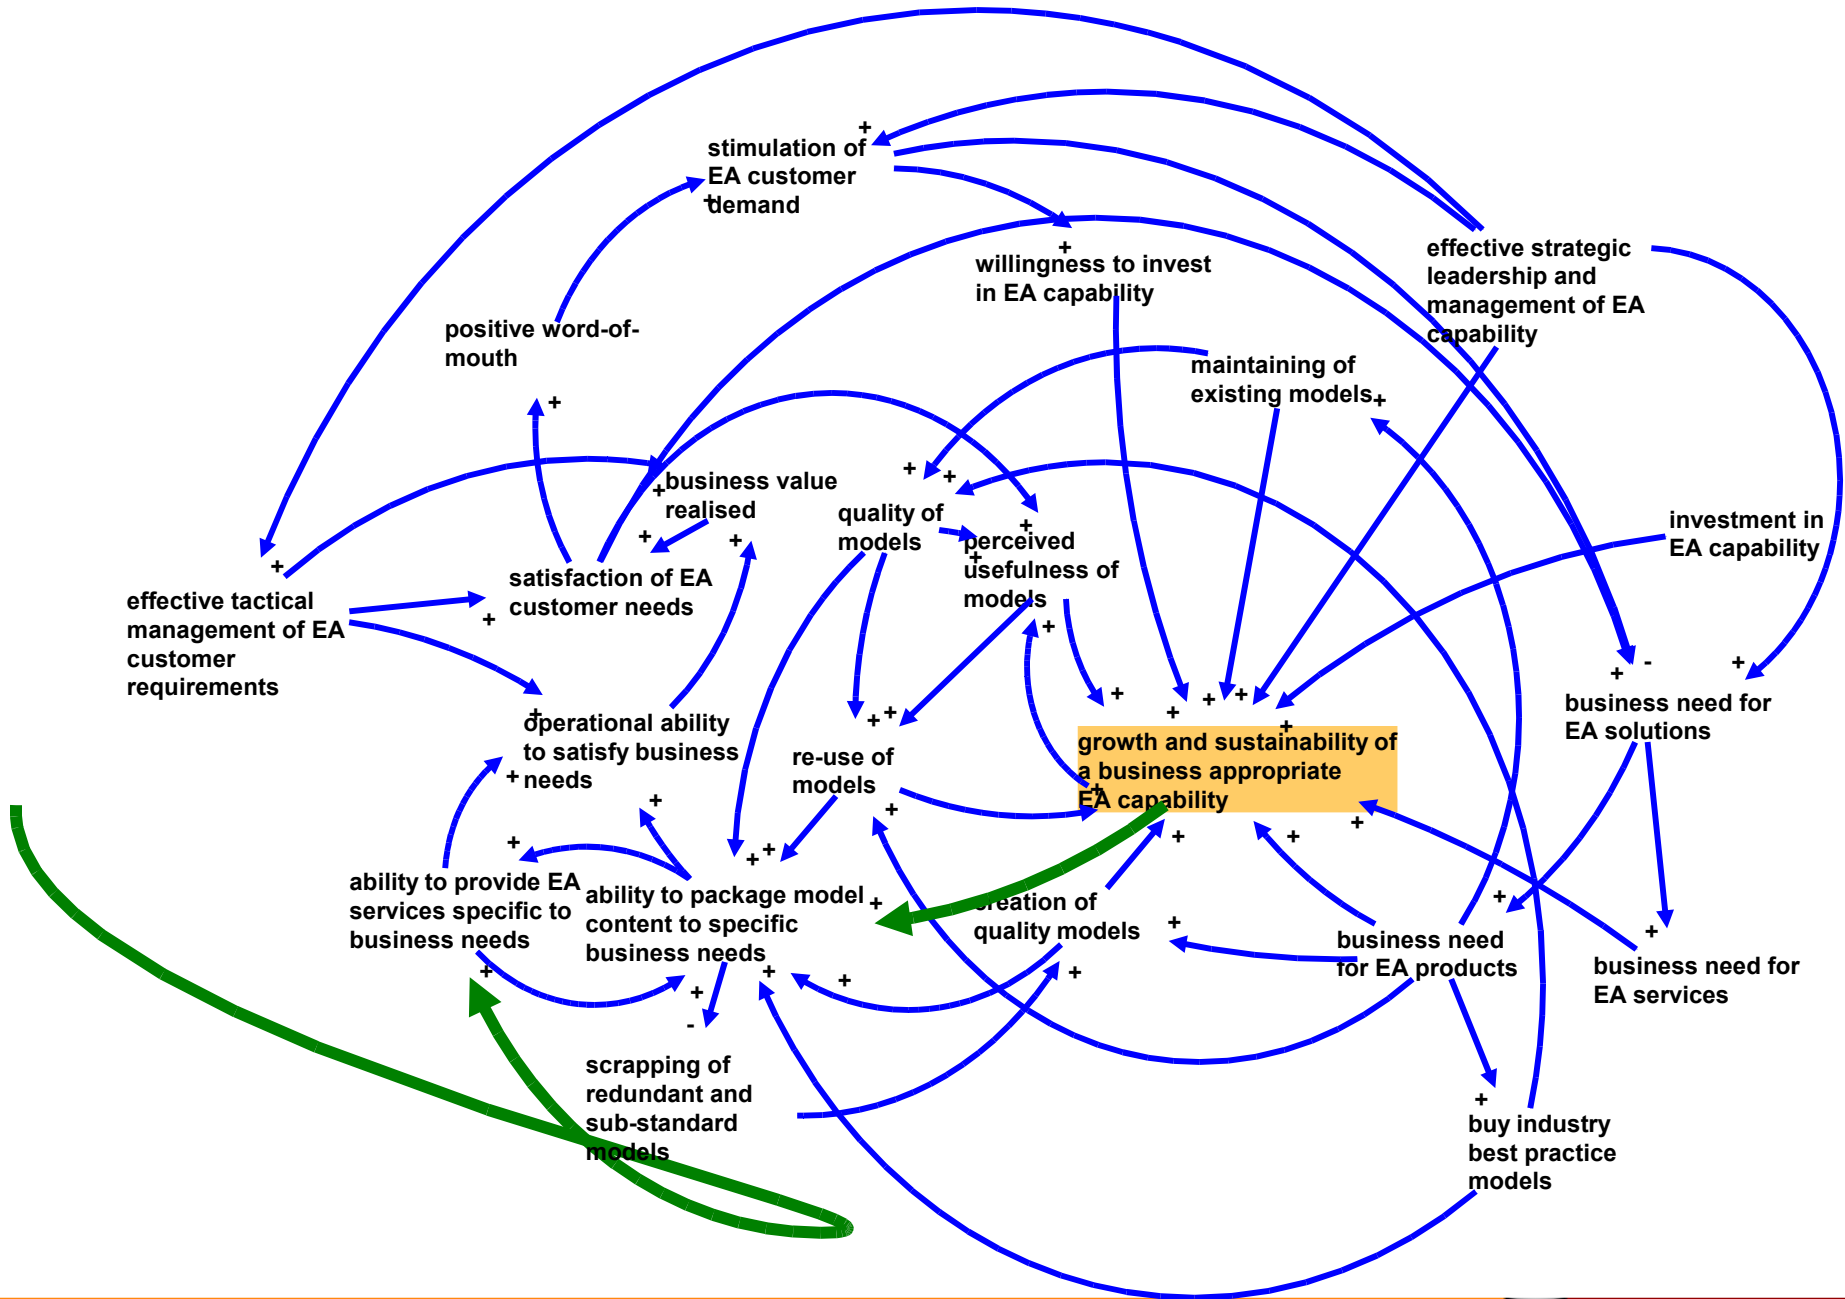 +
stimulation of
EA customer
demand
+
+
willingness to invest
in EA capability
effective strategic
leadership and
management of EA
capability
positive word-of-
mouth
maintaining of
existing models
+
+
+
+
business value
realised
+
+
+
quality of
models
+
perceived
usefulness of
models
+
investment in
EA capability
+
effective tactical
management of EA
customer
requirements
satisfaction of EA
customer needs
+
+
+
-
+
business need for
EA solutions
+
operational ability
to satisfy business
needs
+
+
+
re-use of
models
+
+
+
+
+
+
growth and sustainability of
a business appropriate
EA capability
+
+
+
+
+
+
+
+
ability to provide EA
services specific to
business needs
+
+
ability to package model
content to specific
business needs
+
creation of
quality models
+
+
business need
for EA products
+
business need for
EA services
+
+
+
+
+
-
scrapping of
redundant and
sub-standard
models
+
buy industry
best practice
models